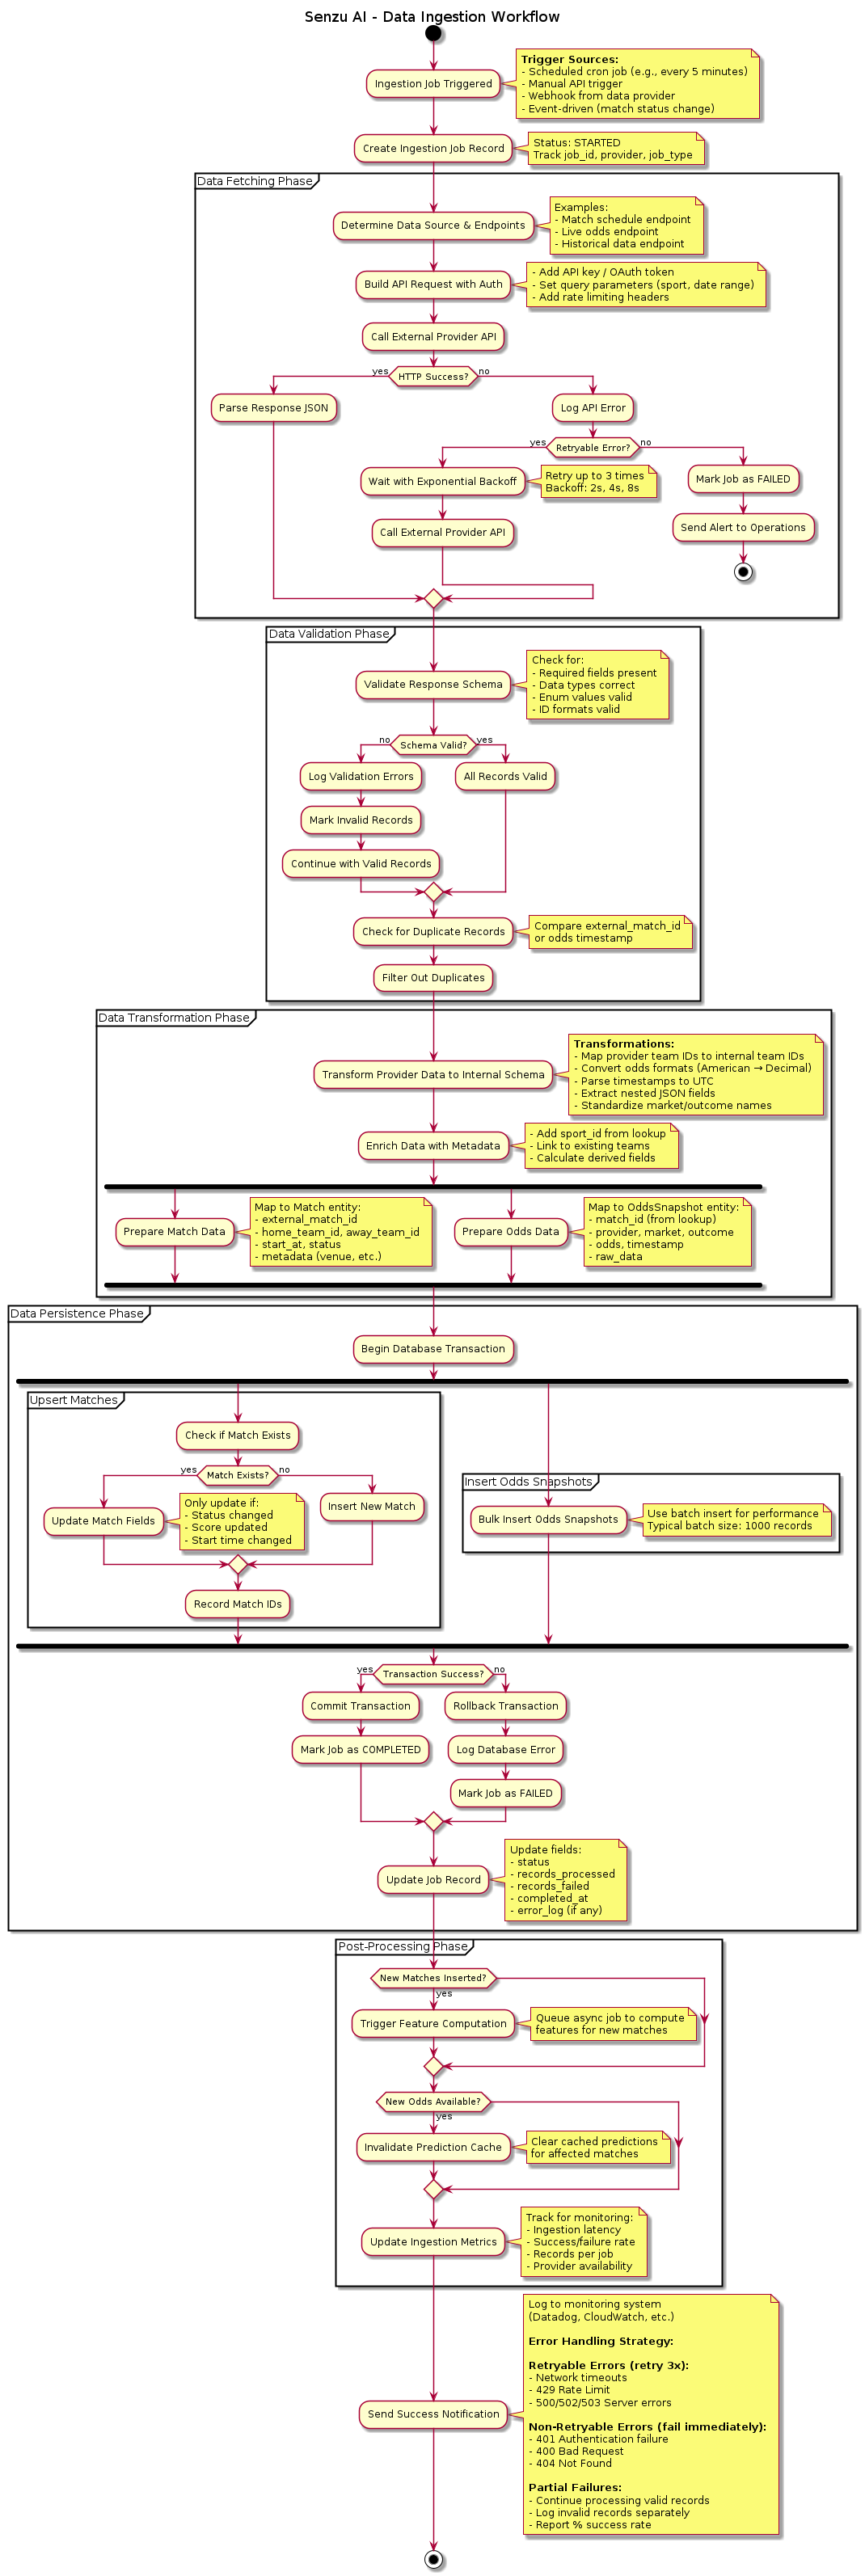 Senzu AI - Data Ingestion Workflow
Ingestion Job Triggered
Trigger Sources:
- Scheduled cron job (e.g., every 5 minutes)
- Manual API trigger
- Webhook from data provider
- Event-driven (match status change)
Create Ingestion Job Record
Status: STARTED
Track job_id, provider, job_type
Data Fetching Phase
Determine Data Source & Endpoints
Examples:
- Match schedule endpoint
- Live odds endpoint
- Historical data endpoint
Build API Request with Auth
- Add API key / OAuth token
- Set query parameters (sport, date range)
- Add rate limiting headers
Call External Provider API
HTTP Success?
yes
no
Parse Response JSON
Log API Error
Retryable Error?
yes
no
Wait with Exponential Backoff
Retry up to 3 times
Backoff: 2s, 4s, 8s
Call External Provider API
Mark Job as FAILED
Send Alert to Operations
Data Validation Phase
Validate Response Schema
Check for:
- Required fields present
- Data types correct
- Enum values valid
- ID formats valid
Schema Valid?
no
yes
Log Validation Errors
Mark Invalid Records
Continue with Valid Records
All Records Valid
Check for Duplicate Records
Compare external_match_id
or odds timestamp
Filter Out Duplicates
Data Transformation Phase
Transform Provider Data to Internal Schema
Transformations:
- Map provider team IDs to internal team IDs
- Convert odds formats (American → Decimal)
- Parse timestamps to UTC
- Extract nested JSON fields
- Standardize market/outcome names
Enrich Data with Metadata
- Add sport_id from lookup
- Link to existing teams
- Calculate derived fields
Prepare Match Data
Map to Match entity:
- external_match_id
- home_team_id, away_team_id
- start_at, status
- metadata (venue, etc.)
Prepare Odds Data
Map to OddsSnapshot entity:
- match_id (from lookup)
- provider, market, outcome
- odds, timestamp
- raw_data
Data Persistence Phase
Begin Database Transaction
Upsert Matches
Check if Match Exists
Match Exists?
yes
no
Update Match Fields
Only update if:
- Status changed
- Score updated
- Start time changed
Insert New Match
Record Match IDs
Insert Odds Snapshots
Bulk Insert Odds Snapshots
Use batch insert for performance
Typical batch size: 1000 records
Transaction Success?
yes
no
Commit Transaction
Mark Job as COMPLETED
Rollback Transaction
Log Database Error
Mark Job as FAILED
Update Job Record
Update fields:
- status
- records_processed
- records_failed
- completed_at
- error_log (if any)
Post-Processing Phase
New Matches Inserted?
yes
Trigger Feature Computation
Queue async job to compute
features for new matches
New Odds Available?
yes
Invalidate Prediction Cache
Clear cached predictions
for affected matches
Update Ingestion Metrics
Track for monitoring:
- Ingestion latency
- Success/failure rate
- Records per job
- Provider availability
Send Success Notification
Log to monitoring system
(Datadog, CloudWatch, etc.)
Error Handling Strategy:
Retryable Errors (retry 3x):
- Network timeouts
- 429 Rate Limit
- 500/502/503 Server errors
Non-Retryable Errors (fail immediately):
- 401 Authentication failure
- 400 Bad Request
- 404 Not Found
Partial Failures:
- Continue processing valid records
- Log invalid records separately
- Report % success rate